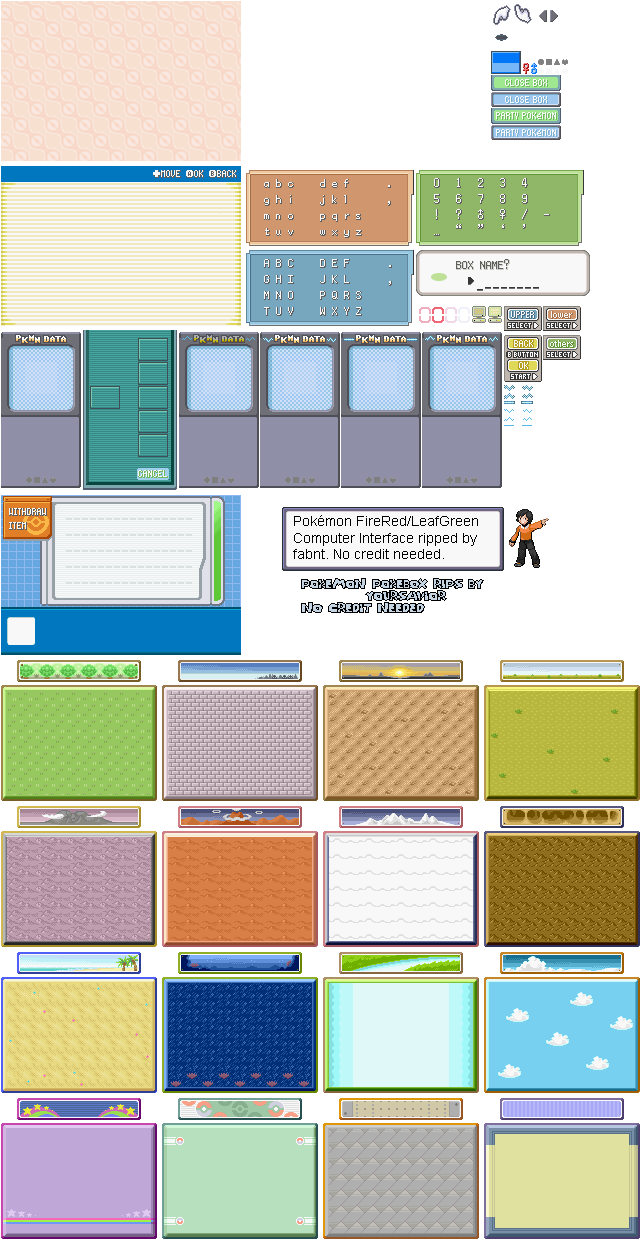 CLOSE BOX
CLOSE BOX
PARTY POKéMON
PARTY POKéMON
MOVE OK BACK
a b c d e f .
g h i j k l ,
m n o p q r s
t u v w x y z
0 1 2 3 4
5 6 7 8 9
! ? ♂ ♀ / -
… “ ” ‘ ’
A B C D E F .
G H I J K L ,
M N O P Q R S
T U V W X Y Z
BOX NAME?
UPPER
SELECT
lower
SELECT
BACK
B BUTTON
OK
START
others
SELECT
PKMN DATA
PKMN DATA
PKMN DATA
PKMN DATA
PKMN DATA
CANCEL
WITHDRAW
ITEM
Pokémon FireRed/LeafGreen
Computer Interface ripped by
fabnt. No credit needed.
POKEMON POKEBOX RIPS BY
YOURSAMOR
NO CREDIT NEEDED